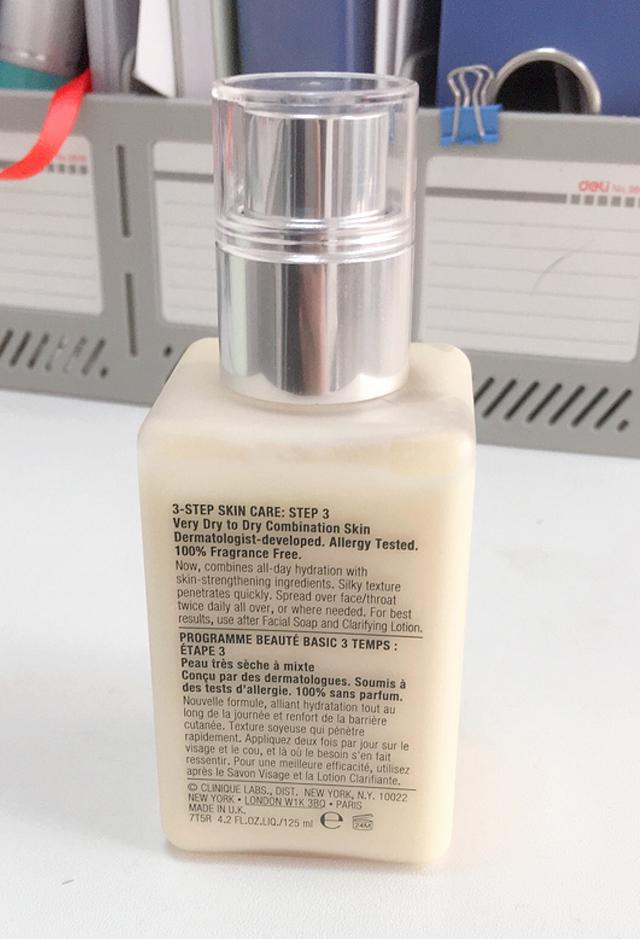 deli
3-STEP SKIN CARE: STEP 3
Very Dry to Dry Combination Skin
Dermatologist-developed. Allergy Tested.
100% Fragrance Free.
Now, combines all-day hydration with
skin-strengthening ingredients. Silky texture
penetrates quickly. Spread over face/throat
twice daily all over, or where needed. For best
results, use after Facial Soap and Clarifying Lotion.
PROGRAMME BEAUTÉ BASIC 3 TEMPS :
ÉTAPE 3
Peau très sèche à mixte
Conçu par des dermatologues. Soumis à
des tests d'allergie. 100% sans parfum.
Nouvelle formule, alliant hydratation tout au
long de la journée et renfort de la barrière
cutanée. Texture soyeuse qui pénètre
rapidement. Appliquez deux fois par jour sur le
visage et le cou, et là où le besoin s'en fait
ressentir. Pour une meilleure efficacité, utilisez
après le Savon Visage et la Lotion Clarifiante.
© CLINIQUE LABS., DIST. NEW YORK, N.Y. 10022
NEW YORK • LONDON W1K 3BQ • PARIS
MADE IN U.K.
7T5R 4.2 FL.OZ.LIQ./125 ml ℮ 24M